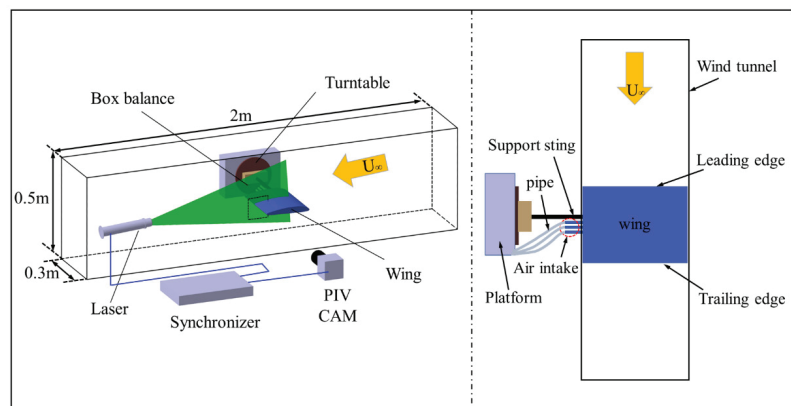 Turntable
Box balance
2m
U∞
0.5m
0.3m
Laser
Synchronizer
PIV
CAM
Wing
U∞
Wind tunnel
Support sting
pipe
Leading edge
wing
Air intake
Platform
Trailing edge